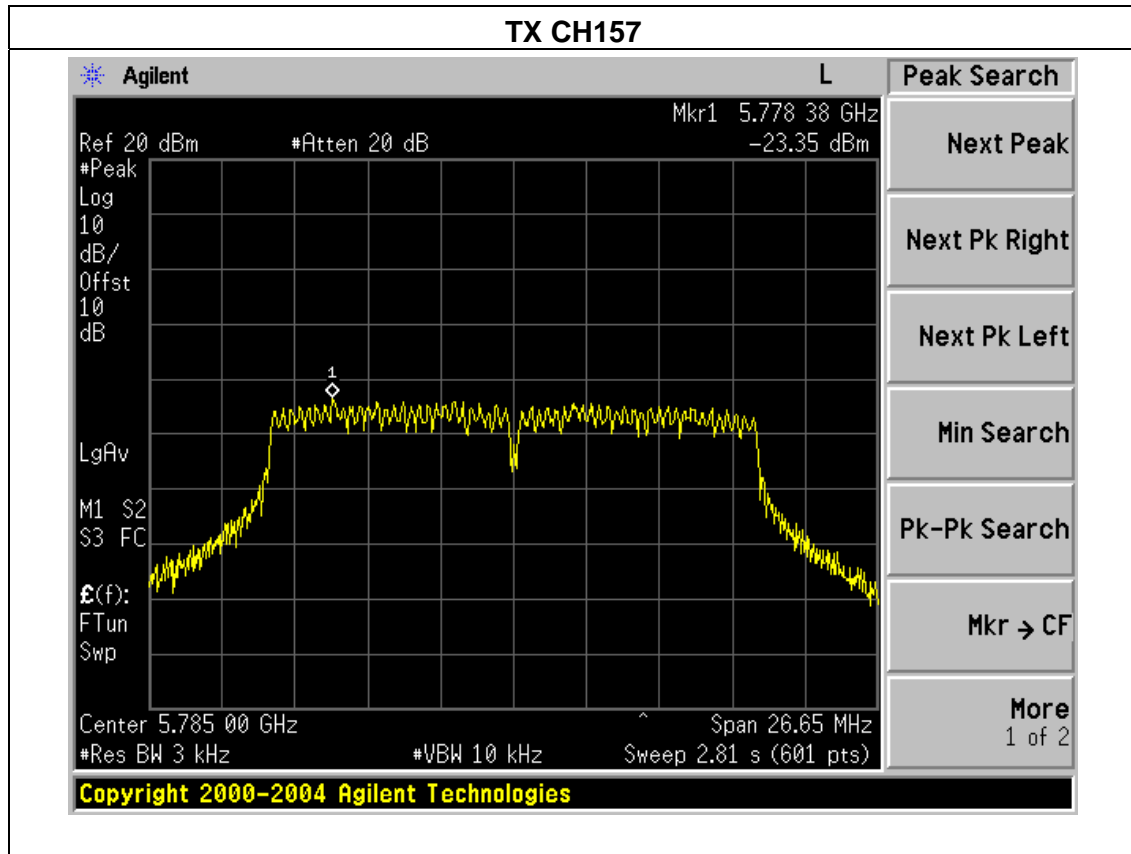 TX CH157
Agilent L Peak Search
Mkr1 5.778 38 GHz
Ref 20 dBm #Atten 20 dB -23.35 dBm
#Peak
Log
10
dB/
Offst
10
dB
1
LgAv
M1 S2
S3 FC
£(f):
FTun
Swp
Center 5.785 00 GHz ^ Span 26.65 MHz
#Res BW 3 kHz #VBW 10 kHz Sweep 2.81 s (601 pts)
Copyright 2000-2004 Agilent Technologies
Next Peak
Next Pk Right
Next Pk Left
Min Search
Pk-Pk Search
Mkr → CF
More
1 of 2